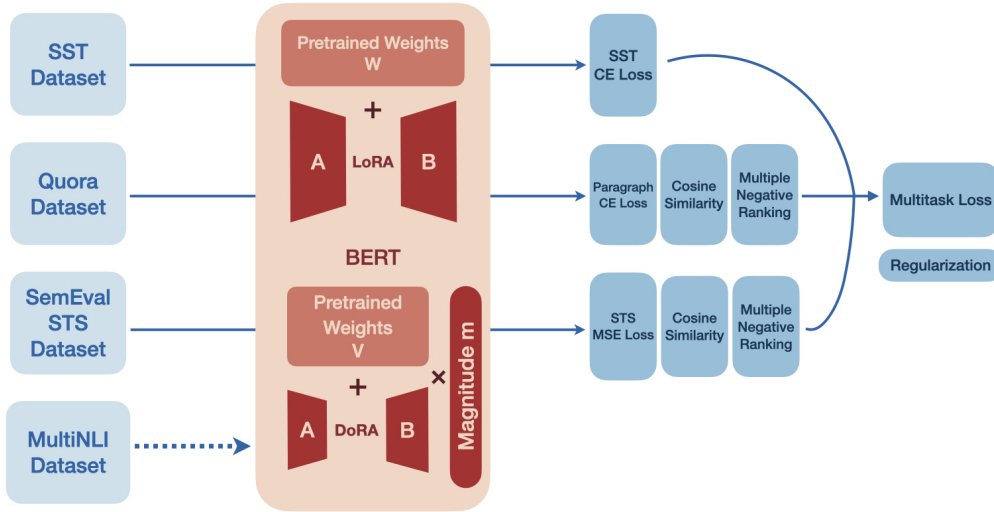 SST
Dataset
Quora
Dataset
SemEval
STS
Dataset
MultiNLI
Dataset
Pretrained Weights
W
+
A
LoRA
B
BERT
Pretrained
Weights
V
+
×
Magnitude m
A
DoRA
B
SST
CE Loss
Paragraph
CE Loss
Cosine
Similarity
Multiple
Negative
Ranking
STS
MSE Loss
Cosine
Similarity
Multiple
Negative
Ranking
Multitask Loss
Regularization